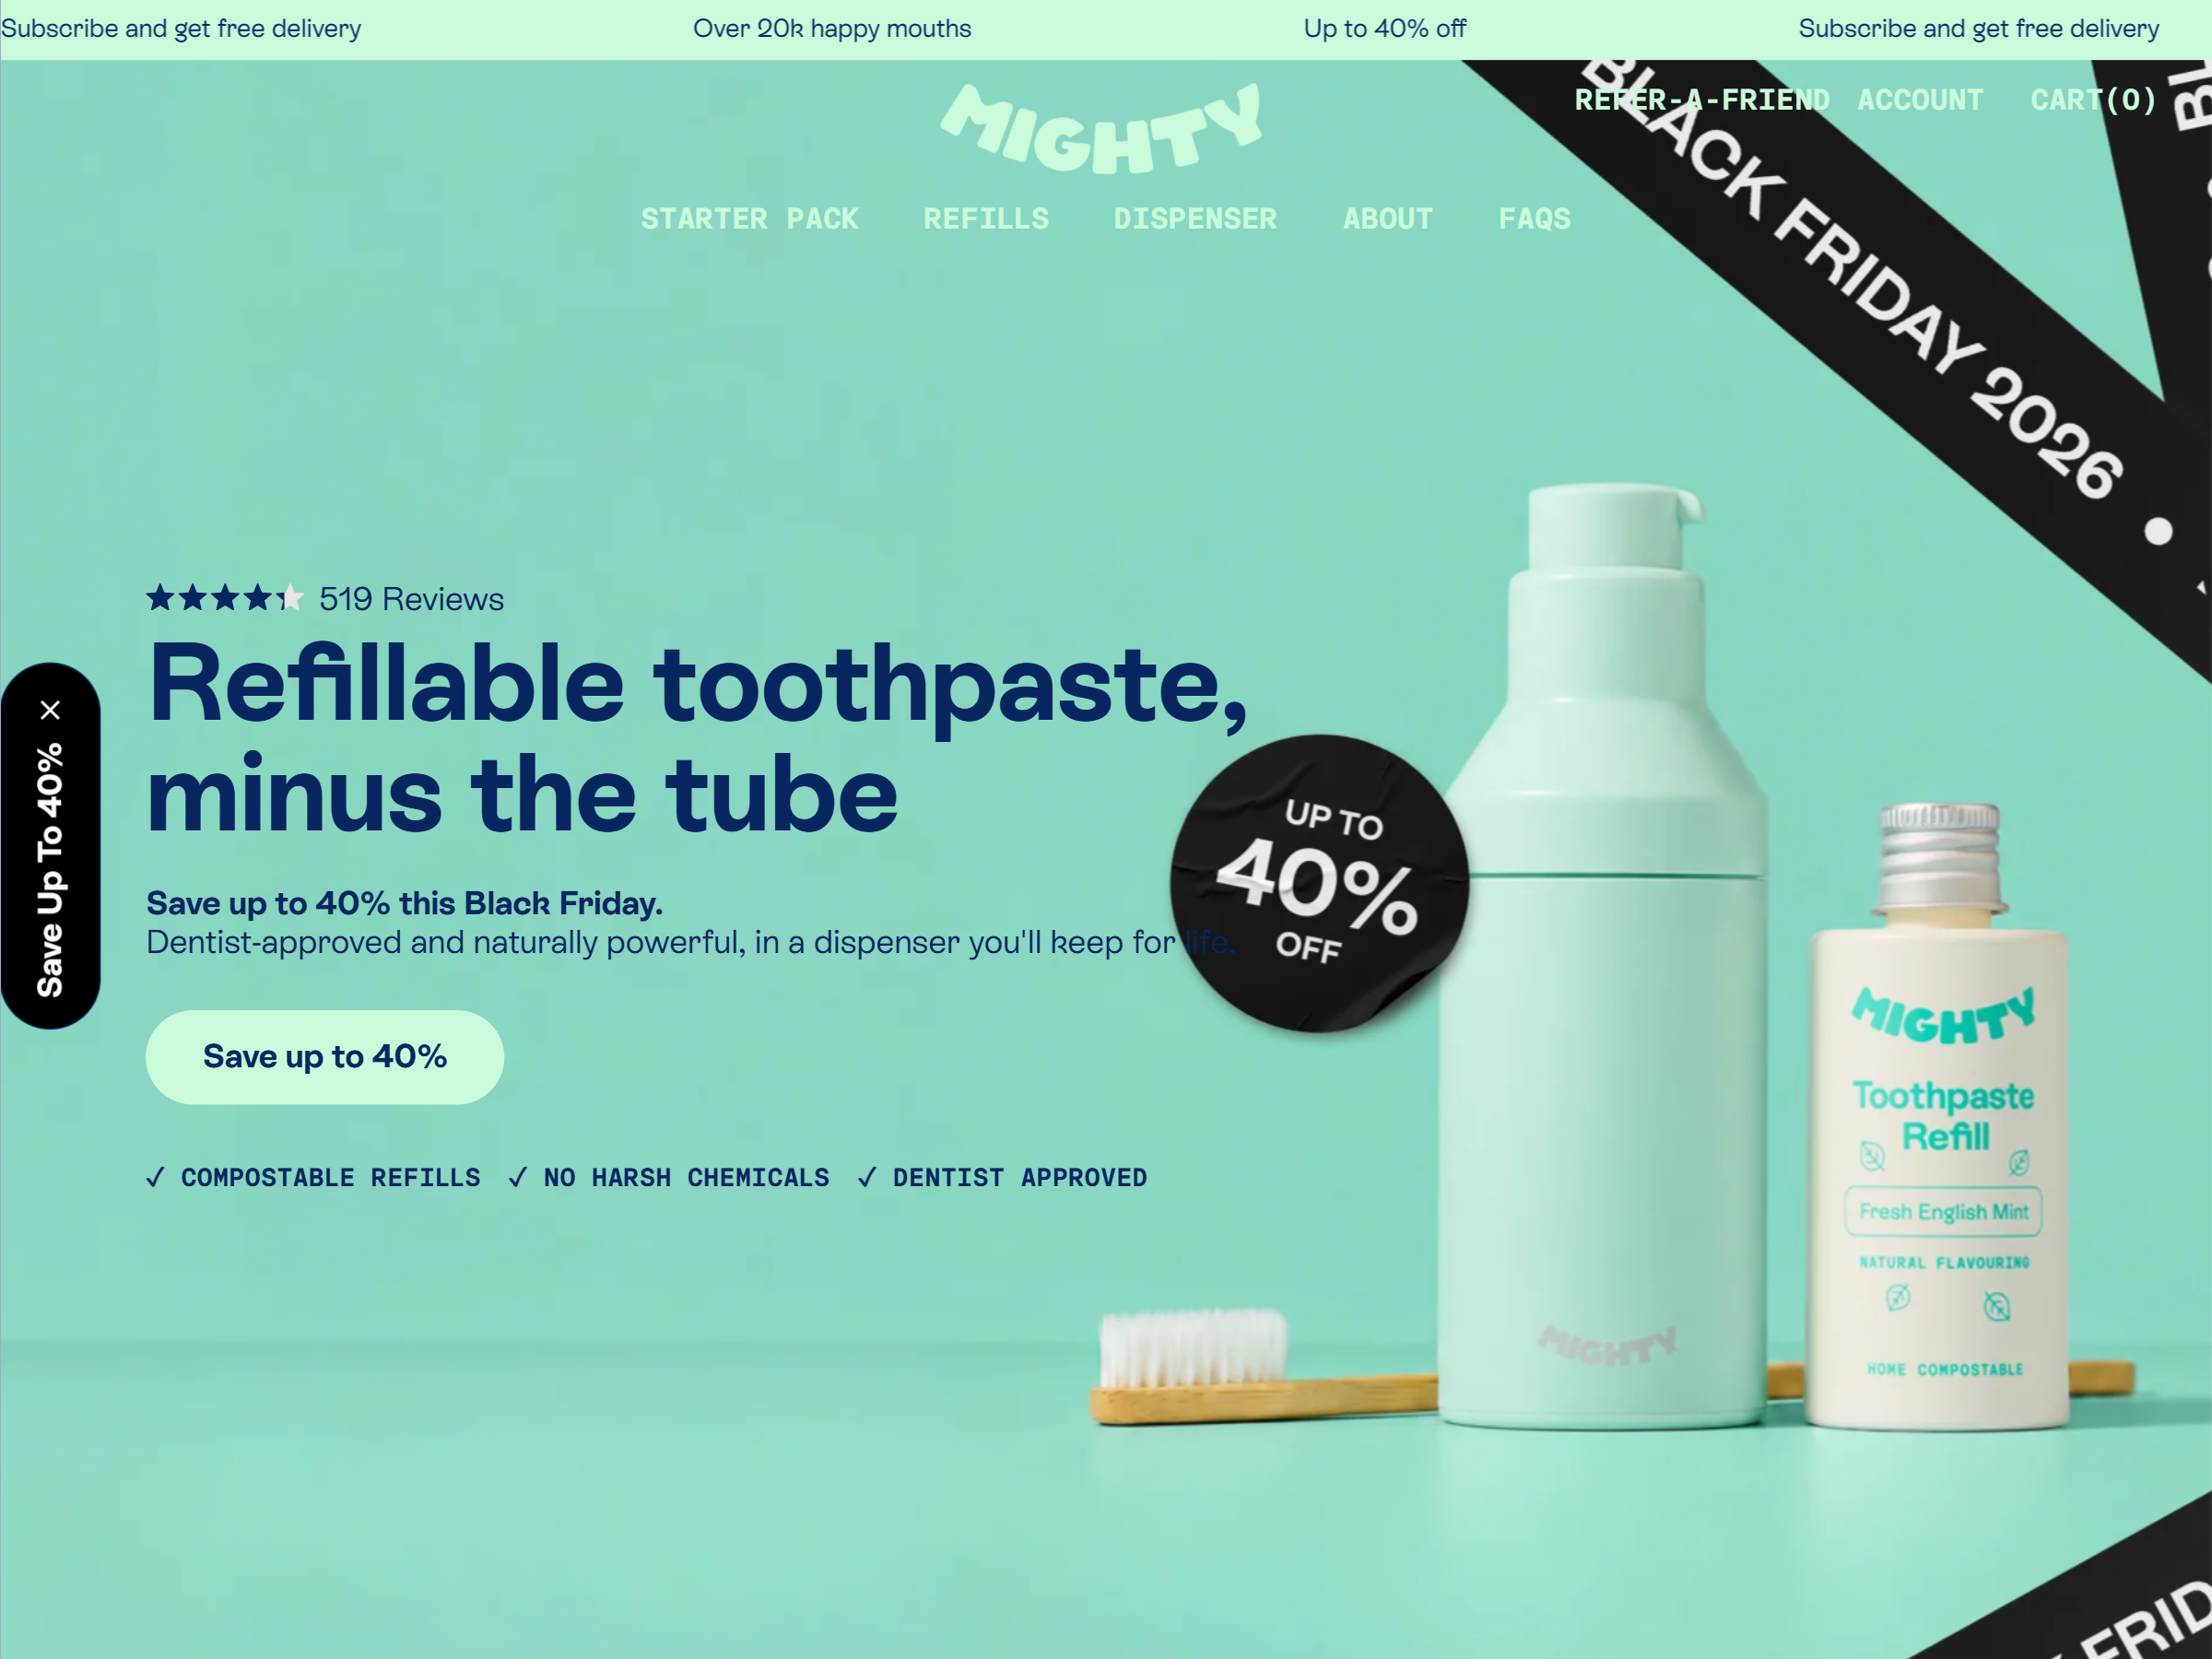 Subscribe and get free delivery
Over 20k happy mouths
Up to 40% off
Subscribe and get free delivery
MIGHTY
REFER-A-FRIEND
ACCOUNT
CART(0)
STARTER PACK
REFILLS
DISPENSER
ABOUT
FAQS
BLACK FRIDAY 2026 •
519 Reviews
Refillable toothpaste,
minus the tube
Save up to 40% this Black Friday.
Dentist-approved and naturally powerful, in a dispenser you'll keep for life.
Save up to 40%
✓ COMPOSTABLE REFILLS ✓ NO HARSH CHEMICALS ✓ DENTIST APPROVED
Save Up To 40% ×
UP TO
40%
OFF
MIGHTY
MIGHTY
Toothpaste
Refill
Fresh English Mint
NATURAL FLAVOURING
HOME COMPOSTABLE